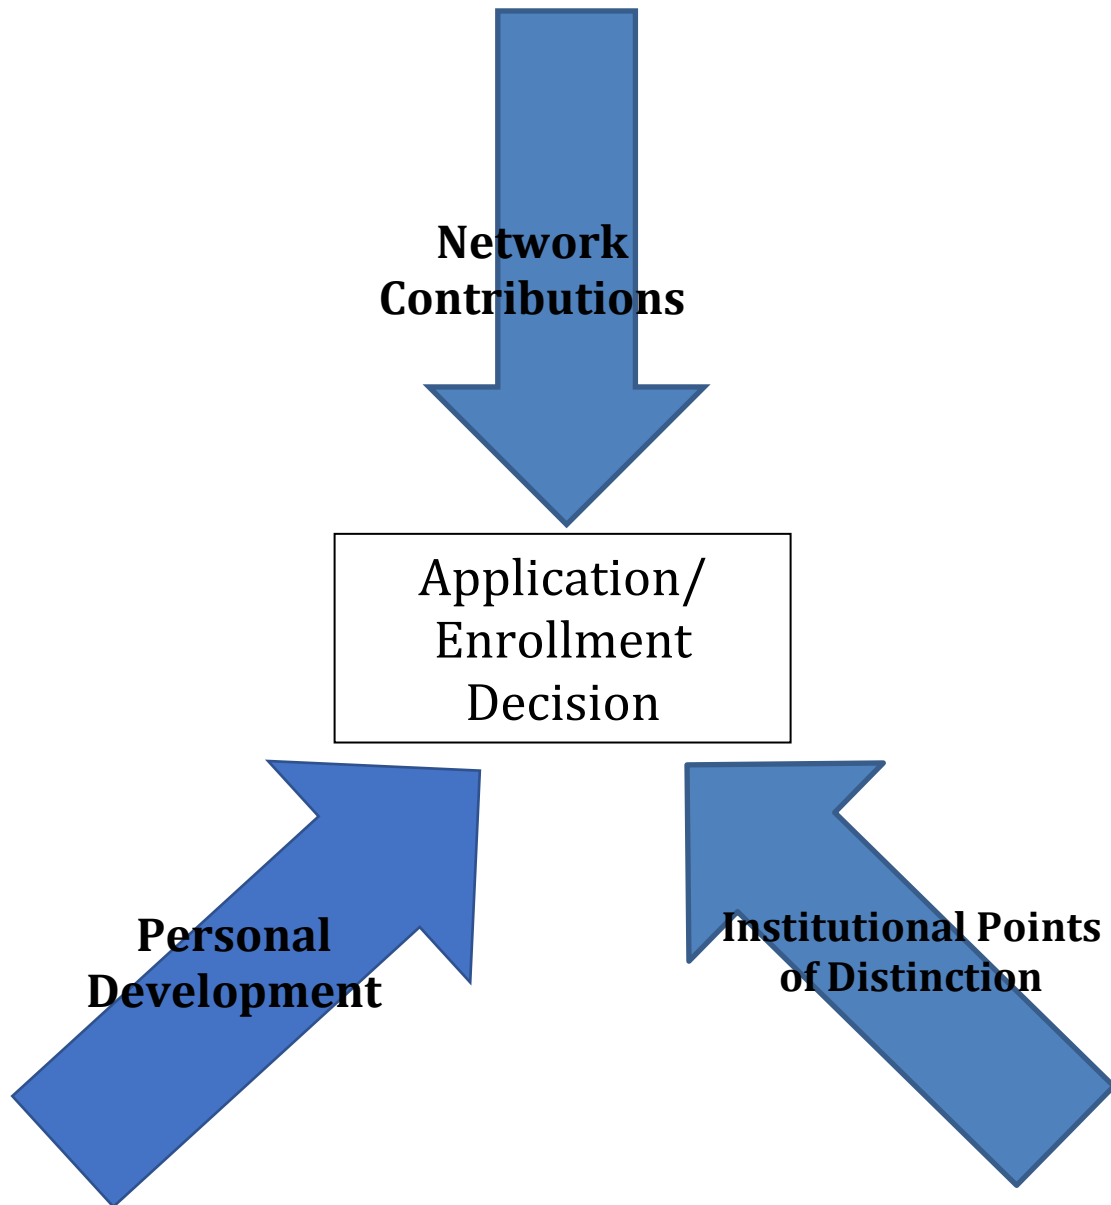 Network
Contributions
Application/
Enrollment
Decision
Personal
Development
Institutional Points
of Distinction